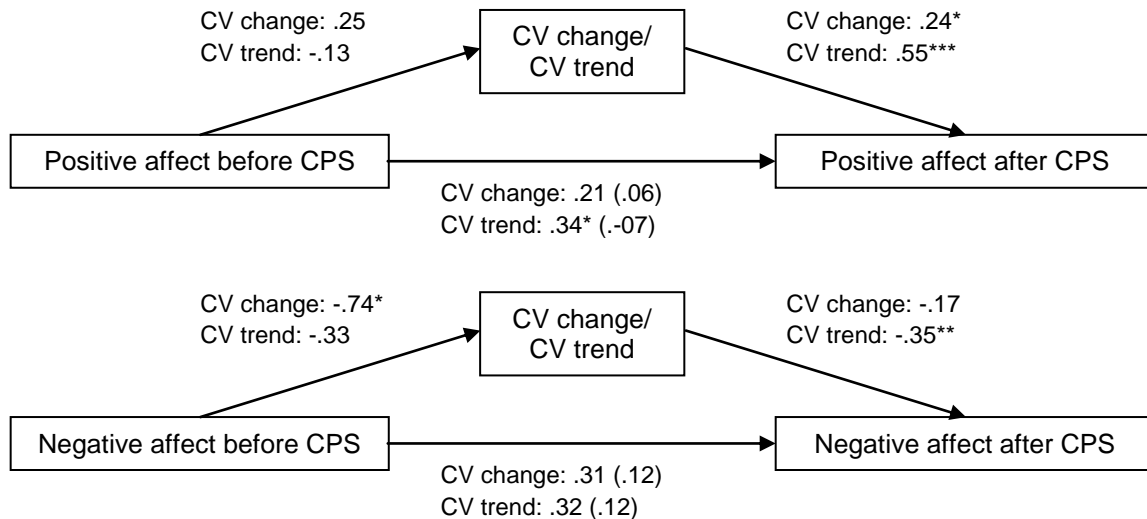 CV change: .25
CV trend: -.13
CV change/
CV trend
CV change: .24*
CV trend: .55***
Positive affect before CPS
Positive affect after CPS
CV change: .21 (.06)
CV trend: .34* (.-07)
CV change: -.74*
CV trend: -.33
CV change/
CV trend
CV change: -.17
CV trend: -.35**
Negative affect before CPS
Negative affect after CPS
CV change: .31 (.12)
CV trend: .32 (.12)